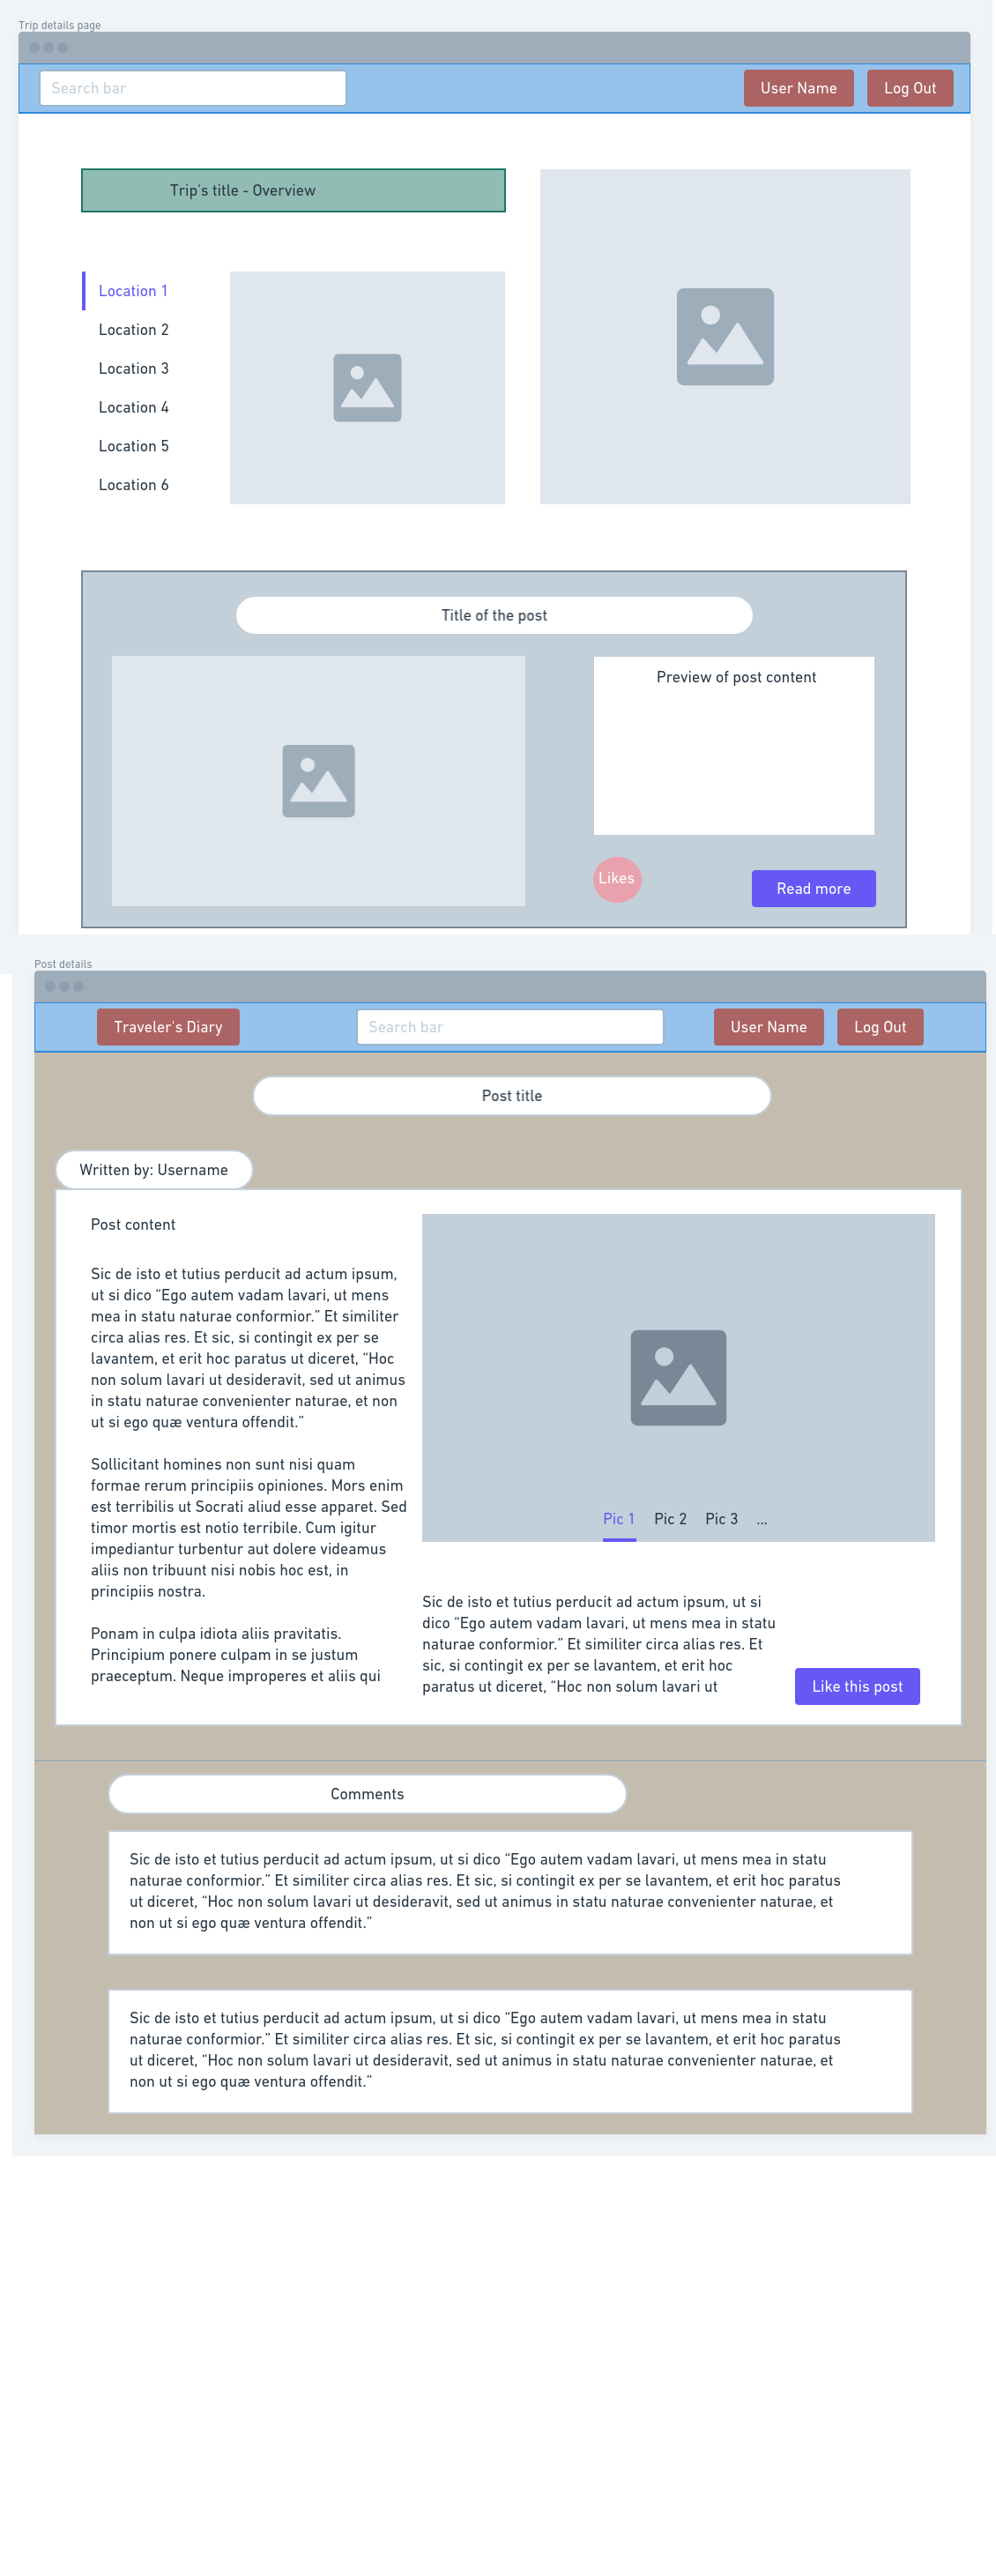 Trip details page
Search bar
User Name
Log Out
Trip's title - Overview
Location 1
Location 2
Location 3
Location 4
Location 5
Location 6
Title of the post
Preview of post content
Likes
Read more
Post details
Traveler's Diary
Search bar
User Name
Log Out
Post title
Written by: Username
Post content
Sic de isto et tutius perducit ad actum ipsum,
ut si dico “Ego autem vadam lavari, ut mens
mea in statu naturae conformior.” Et similiter
circa alias res. Et sic, si contingit ex per se
lavantem, et erit hoc paratus ut diceret, “Hoc
non solum lavari ut desideravit, sed ut animus
in statu naturae convenienter naturae, et non
ut si ego quæ ventura offendit.”
Sollicitant homines non sunt nisi quam
formae rerum principiis opiniones. Mors enim
est terribilis ut Socrati aliud esse apparet. Sed
timor mortis est notio terribile. Cum igitur
impediantur turbentur aut dolere videamus
aliis non tribuunt nisi nobis hoc est, in
principiis nostra.
Ponam in culpa idiota aliis pravitatis.
Principium ponere culpam in se justum
praeceptum. Neque improperes et aliis qui
Pic 1
Pic 2
Pic 3
...
Sic de isto et tutius perducit ad actum ipsum, ut si
dico “Ego autem vadam lavari, ut mens mea in statu
naturae conformior.” Et similiter circa alias res. Et
sic, si contingit ex per se lavantem, et erit hoc
paratus ut diceret, “Hoc non solum lavari ut
Like this post
Comments
Sic de isto et tutius perducit ad actum ipsum, ut si dico “Ego autem vadam lavari, ut mens mea in statu
naturae conformior.” Et similiter circa alias res. Et sic, si contingit ex per se lavantem, et erit hoc paratus
ut diceret, “Hoc non solum lavari ut desideravit, sed ut animus in statu naturae convenienter naturae, et
non ut si ego quæ ventura offendit.”
Sic de isto et tutius perducit ad actum ipsum, ut si dico “Ego autem vadam lavari, ut mens mea in statu
naturae conformior.” Et similiter circa alias res. Et sic, si contingit ex per se lavantem, et erit hoc paratus
ut diceret, “Hoc non solum lavari ut desideravit, sed ut animus in statu naturae convenienter naturae, et
non ut si ego quæ ventura offendit.”